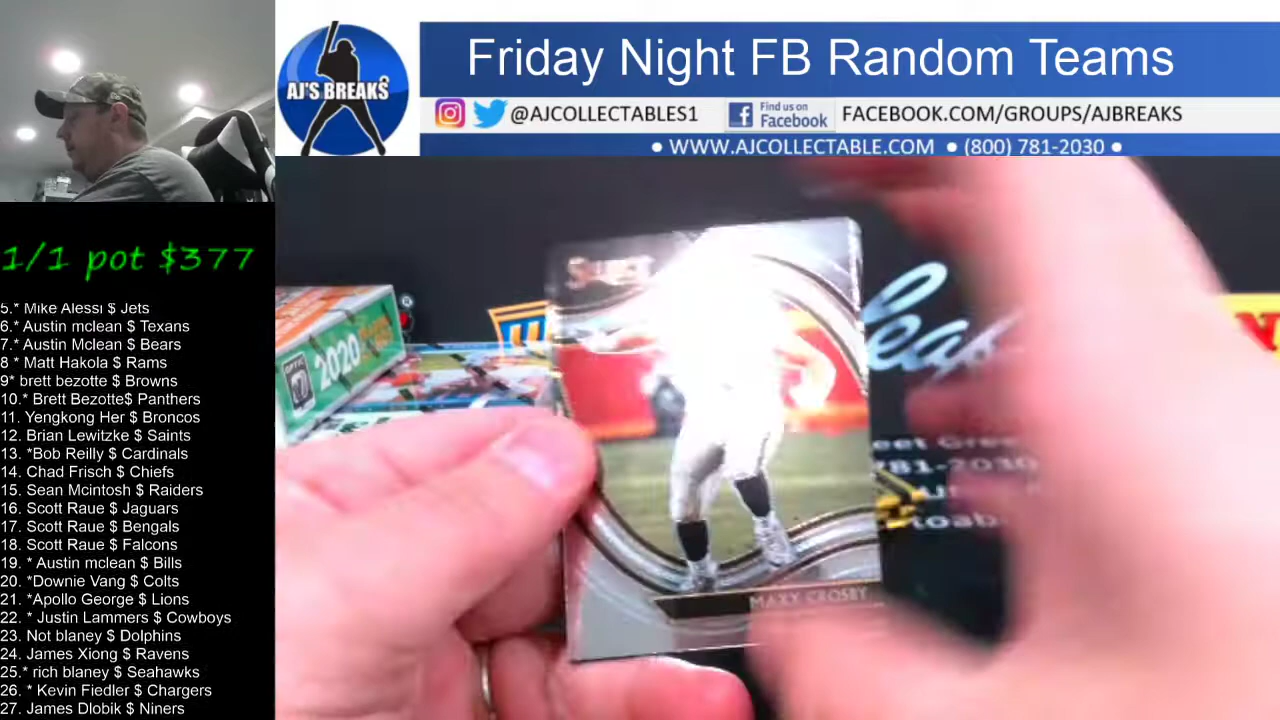 Friday Night FB Random Teams
AJ'S BREAKS
@AJCOLLECTABLES1
Find us on
Facebook
FACEBOOK.COM/GROUPS/AJBREAKS
• WWW.AJCOLLECTABLE.COM • (800) 781-2030 •
1/1 pot $377
5.* Mike Alessi $ Jets
6.* Austin mclean $ Texans
7.* Austin Mclean $ Bears
8 * Matt Hakola $ Rams
9* brett bezotte $ Browns
10.* Brett Bezotte$ Panthers
11. Yengkong Her $ Broncos
12. Brian Lewitzke $ Saints
13. *Bob Reilly $ Cardinals
14. Chad Frisch $ Chiefs
15. Sean Mcintosh $ Raiders
16. Scott Raue $ Jaguars
17. Scott Raue $ Bengals
18. Scott Raue $ Falcons
19. * Austin mclean $ Bills
20. *Downie Vang $ Colts
21. *Apollo George $ Lions
22. * Justin Lammers $ Cowboys
23. Not blaney $ Dolphins
24. James Xiong $ Ravens
25.* rich blaney $ Seahawks
26. * Kevin Fiedler $ Chargers
27. James Dlobik $ Niners
SELECT
2020
MAXX CROSBY
781-2030